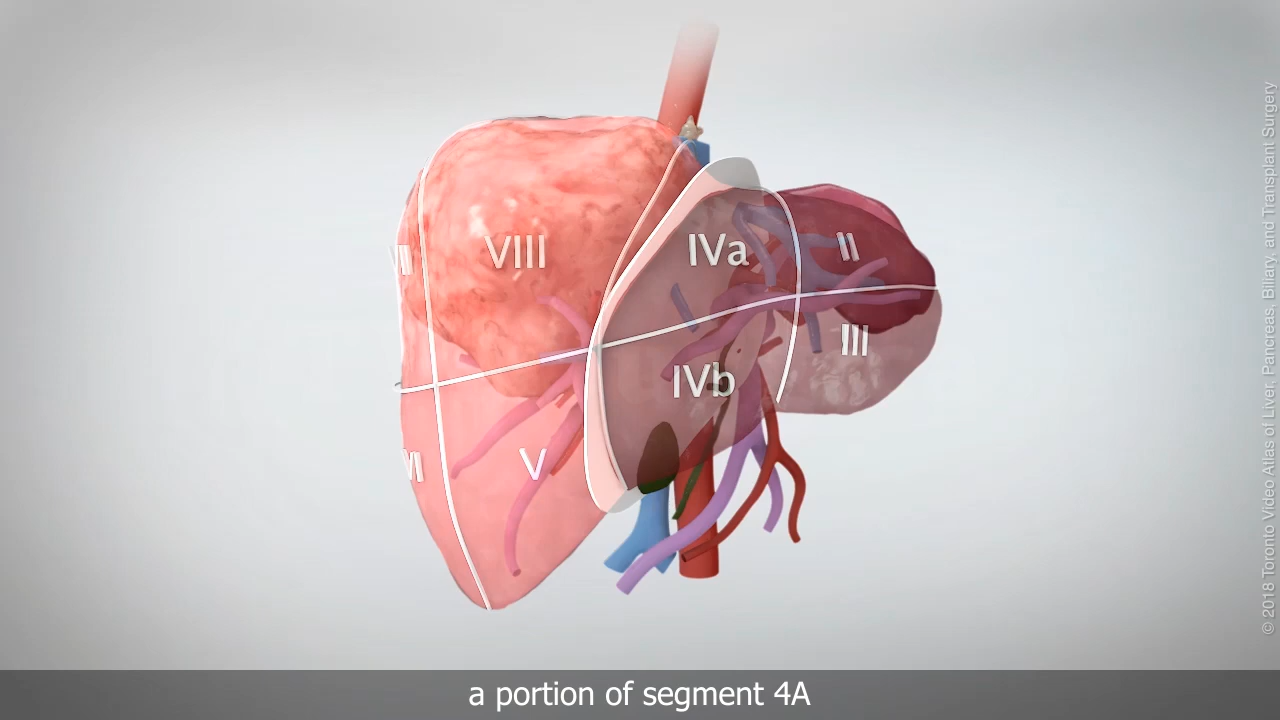 VII
VIII
IVa
II
III
IVb
VI
V
a portion of segment 4A
© 2018 Toronto Video Atlas of Liver, Pancreas, Biliary, and Transplant Surgery